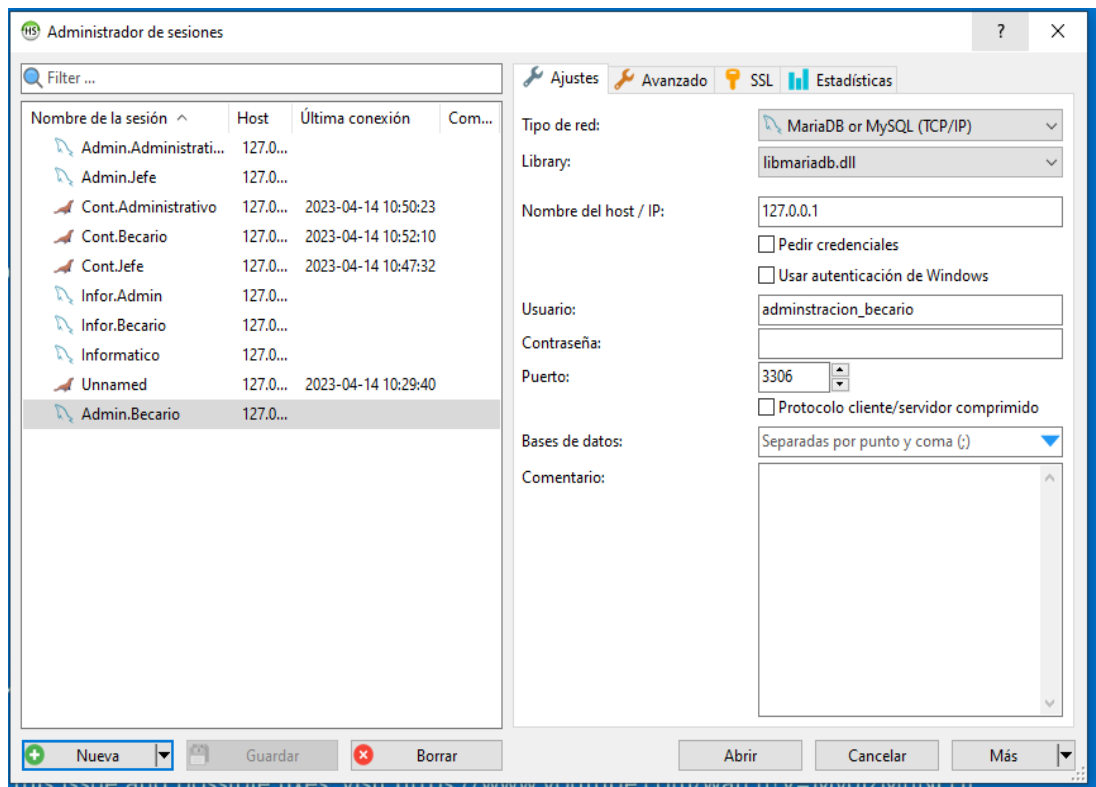 HS Administrador de sesiones ?
Filter ...
Nombre de la sesión Host Última conexión Com...
Admin.Administrati... 127.0...
Admin.Jefe 127.0...
Cont.Administrativo 127.0... 2023-04-14 10:50:23
Cont.Becario 127.0... 2023-04-14 10:52:10
Cont.Jefe 127.0... 2023-04-14 10:47:32
Infor.Admin 127.0...
Infor.Becario 127.0...
Informatico 127.0...
Unnamed 127.0... 2023-04-14 10:29:40
Admin.Becario 127.0...
Nueva Guardar Borrar
Ajustes Avanzado SSL Estadísticas
Tipo de red: MariaDB or MySQL (TCP/IP)
Library: libmariadb.dll
Nombre del host / IP: 127.0.0.1
Pedir credenciales
Usar autenticación de Windows
Usuario: adminstracion_becario
Contraseña:
Puerto: 3306
Protocolo cliente/servidor comprimido
Bases de datos: Separadas por punto y coma (;)
Comentario:
Abrir Cancelar Más